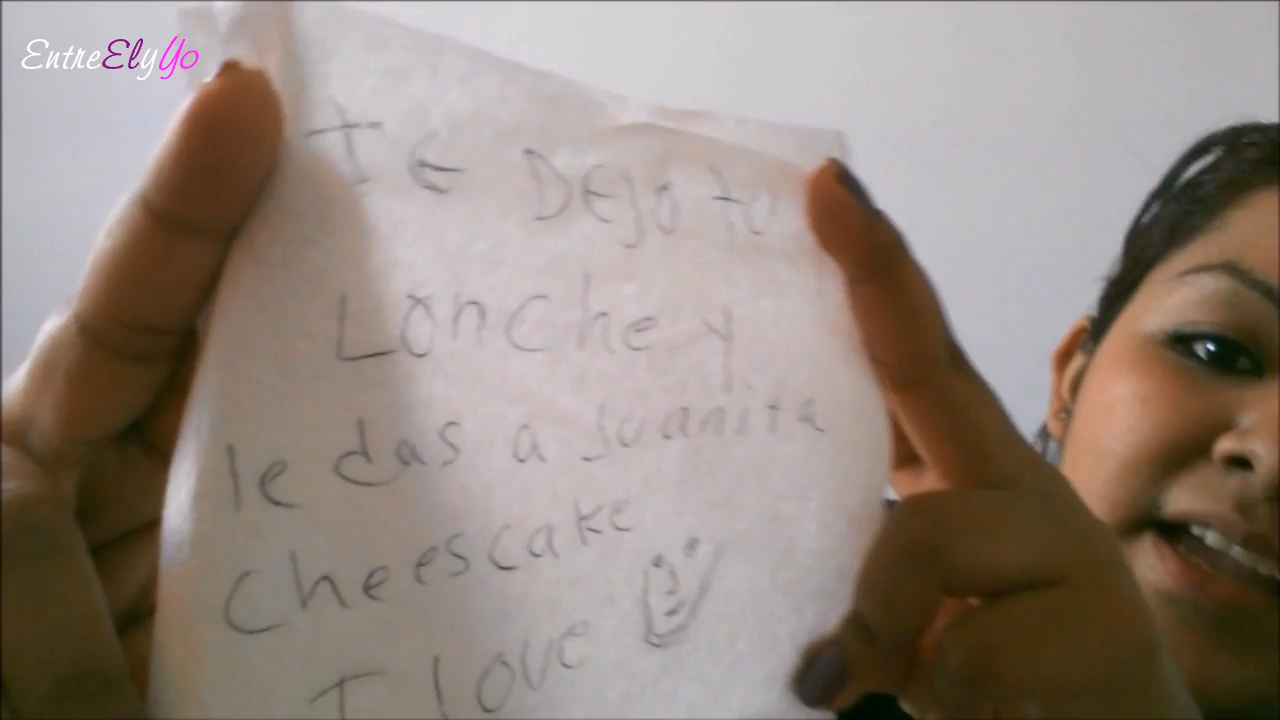 EntreElyYo
TE DEJO tu
LONChe y
le das a Juanita
Cheescake
I love